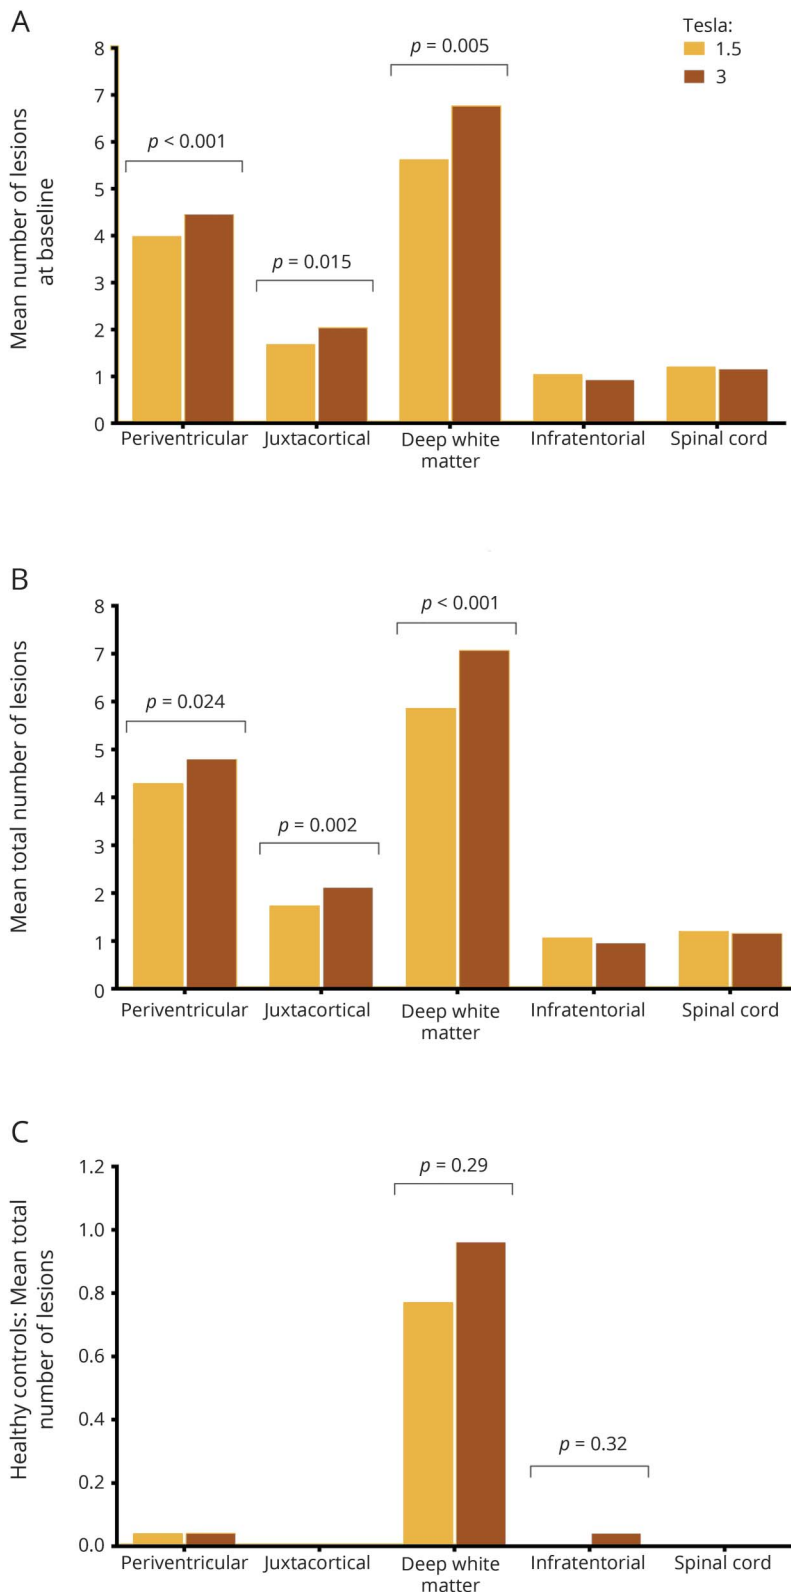 A
Tesla:
1.5
3
Mean number of lesions
at baseline
8
7
6
5
4
3
2
1
0
p < 0.001
p = 0.015
p = 0.005
Periventricular
Juxtacortical
Deep white
matter
Infratentorial
Spinal cord
B
Mean total number of lesions
8
7
6
5
4
3
2
1
0
p = 0.024
p = 0.002
p < 0.001
Periventricular
Juxtacortical
Deep white
matter
Infratentorial
Spinal cord
C
Healthy controls: Mean total
number of lesions
1.2
1.0
0.8
0.6
0.4
0.2
0.0
p = 0.29
p = 0.32
Periventricular
Juxtacortical
Deep white
matter
Infratentorial
Spinal cord